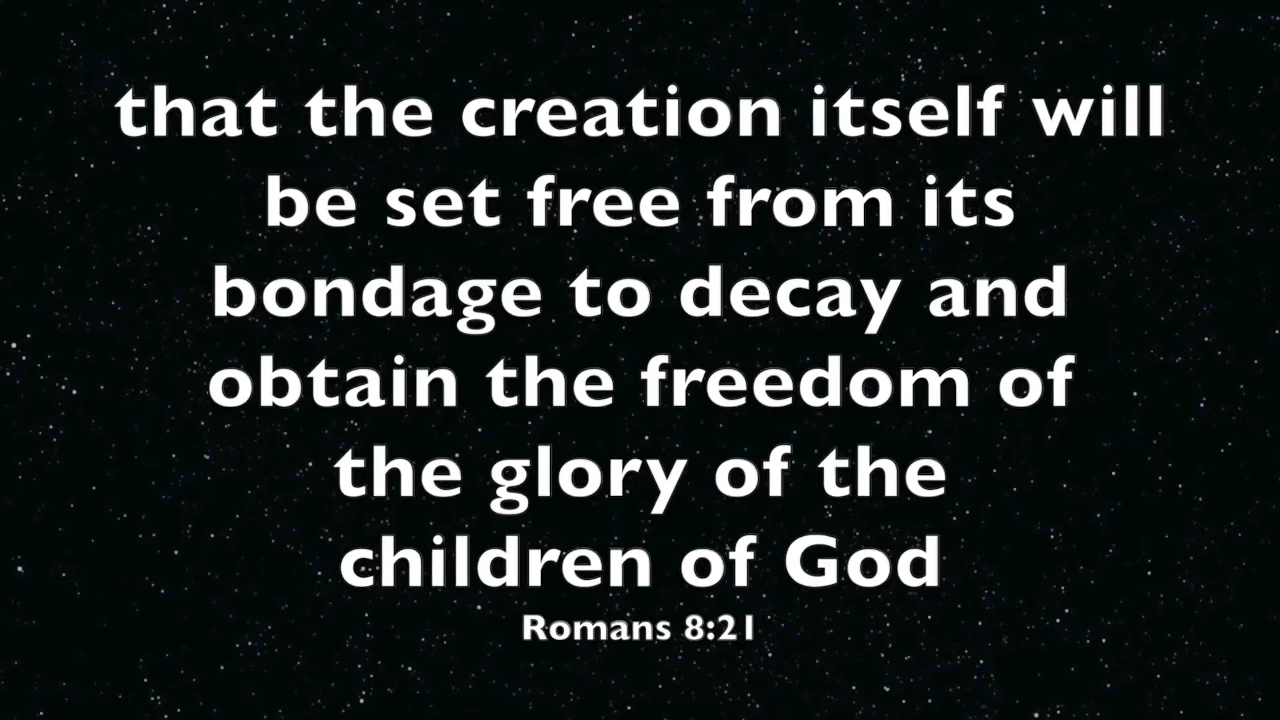 that the creation itself will
be set free from its
bondage to decay and
obtain the freedom of
the glory of the
children of God
Romans 8:21